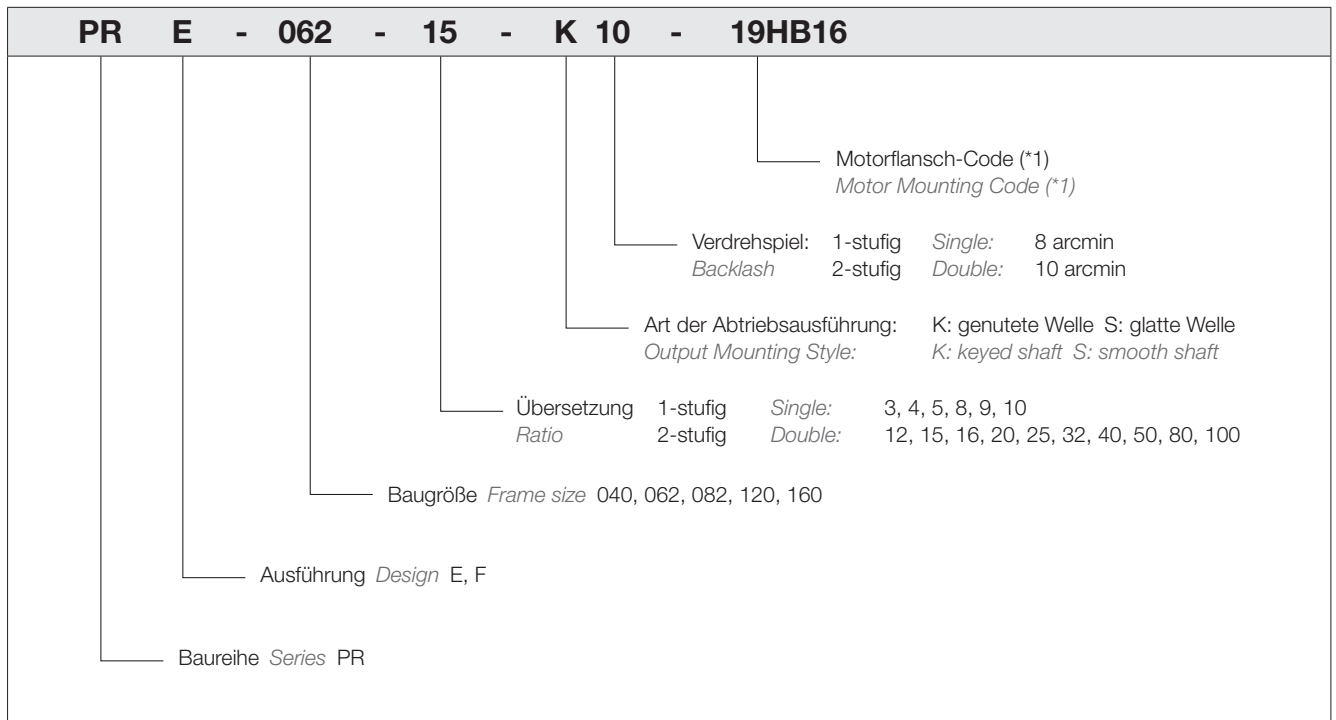 PR E - 062 - 15 - K 10 - 19HB16
Motorflansch-Code (*1)
Motor Mounting Code (*1)
Verdrehspiel: 1-stufig Single: 8 arcmin
Backlash 2-stufig Double: 10 arcmin
Art der Abtriebsausführung: K: genutete Welle S: glatte Welle
Output Mounting Style: K: keyed shaft S: smooth shaft
Übersetzung 1-stufig Single: 3, 4, 5, 8, 9, 10
Ratio 2-stufig Double: 12, 15, 16, 20, 25, 32, 40, 50, 80, 100
Baugröße Frame size 040, 062, 082, 120, 160
Ausführung Design E, F
Baureihe Series PR